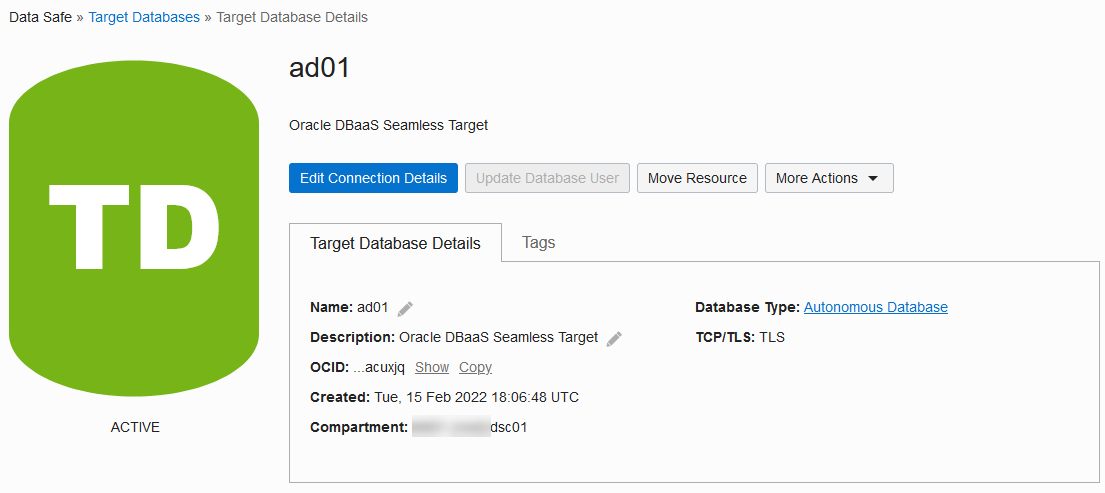 Data Safe » Target Databases » Target Database Details
TD
ACTIVE
ad01
Oracle DBaaS Seamless Target
Edit Connection Details Update Database User Move Resource More Actions
Target Database Details Tags
Name: ad01
Description: Oracle DBaaS Seamless Target
OCID: ...acuxjq Show Copy
Created: Tue, 15 Feb 2022 18:06:48 UTC
Compartment: dsc01
Database Type: Autonomous Database
TCP/TLS: TLS